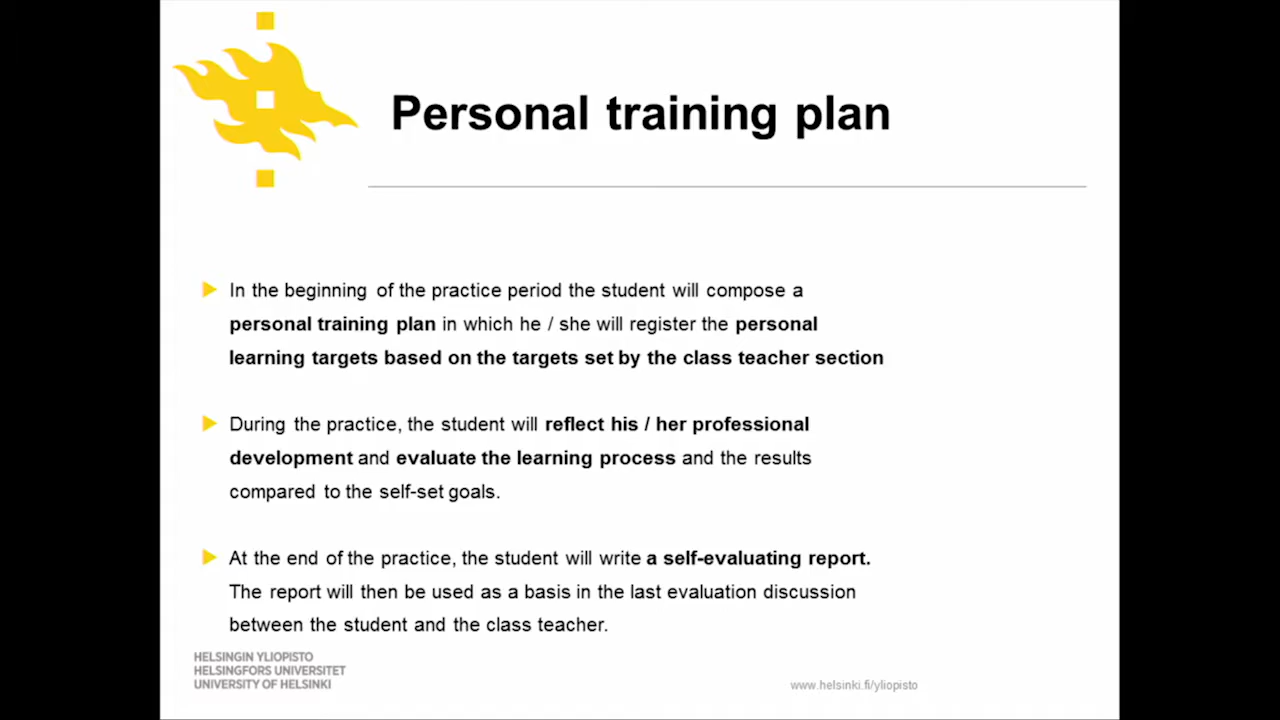 Personal training plan
In the beginning of the practice period the student will compose a
personal training plan in which he / she will register the personal
learning targets based on the targets set by the class teacher section
During the practice, the student will reflect his / her professional
development and evaluate the learning process and the results
compared to the self-set goals.
At the end of the practice, the student will write a self-evaluating report.
The report will then be used as a basis in the last evaluation discussion
between the student and the class teacher.
HELSINGIN YLIOPISTO
HELSINGFORS UNIVERSITET
UNIVERSITY OF HELSINKI
www.helsinki.fi/yliopisto